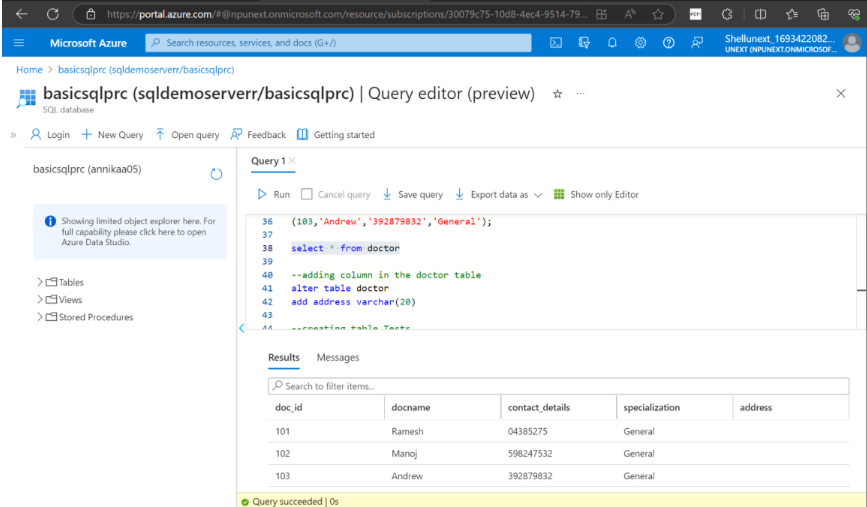 https://portal.azure.com/#@npunext.onmicrosoft.com/resource/subscriptions/30079c75-10d8-4ec4-9514-79...
Microsoft Azure
Search resources, services, and docs (G+/)
Shellunext_1693422082...
UNEXT (NPUNEXT.ONMICROSOF...
Home > basicsqlprc (sqldemoserverr/basicsqlprc)
basicsqlprc (sqldemoserverr/basicsqlprc) | Query editor (preview)
SQL database
Login New Query Open query Feedback Getting started
basicsqlprc (annikaa05)
Showing limited object explorer here. For
full capability please click here to open
Azure Data Studio.
Tables
Views
Stored Procedures
Query 1
Run Cancel query Save query Export data as Show only Editor
36 (103,'Andrew','392879832','General');
37
38 select * from doctor
39
40 --adding column in the doctor table
41 alter table doctor
42 add address varchar(20)
43
44 --creating table Tests
Results Messages
Search to filter items...
doc_id docname contact_details specialization address
101 Ramesh 04385275 General
102 Manoj 598247532 General
103 Andrew 392879832 General
Query succeeded | 0s